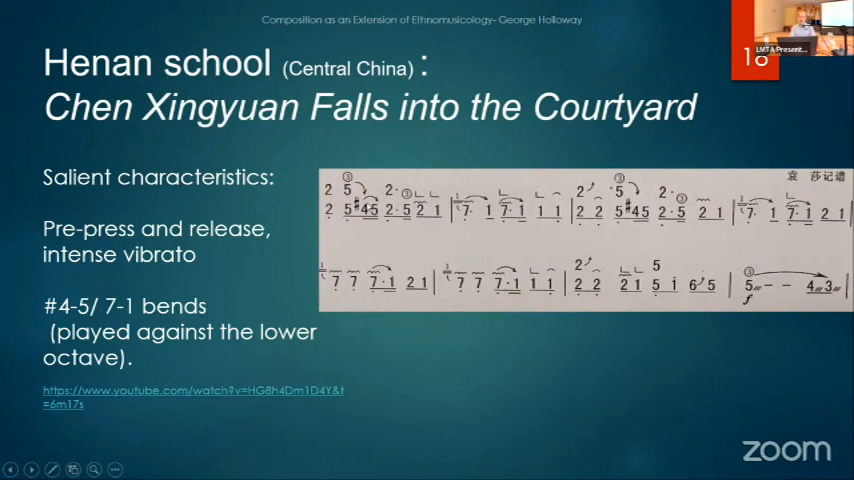 Composition as an Extension of Ethnomusicology- George Holloway
18
LMTA Present...
Henan school (Central China) :
Chen Xingyuan Falls into the Courtyard
Salient characteristics:
Pre-press and release,
intense vibrato
#4-5/ 7-1 bends
(played against the lower
octave).
https://www.youtube.com/watch?v=HG8h4Dm1D4Y&t
=6m17s
袁 莎记谱
zoom